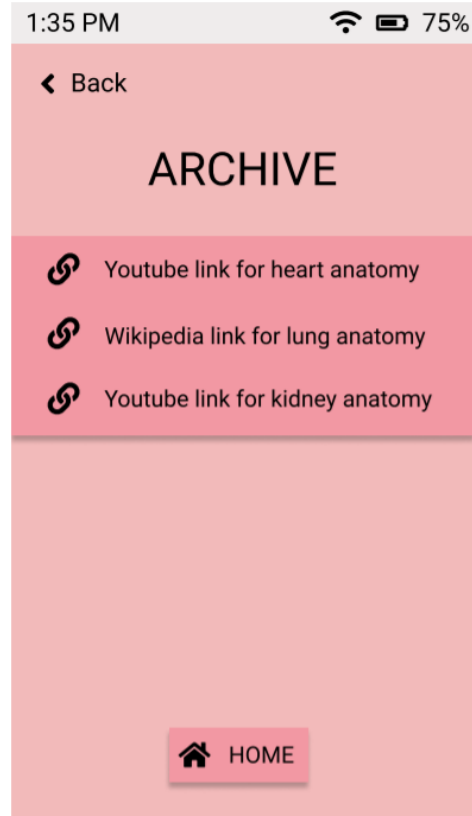 1:35 PM 75%
Back
ARCHIVE
Youtube link for heart anatomy
Wikipedia link for lung anatomy
Youtube link for kidney anatomy
HOME